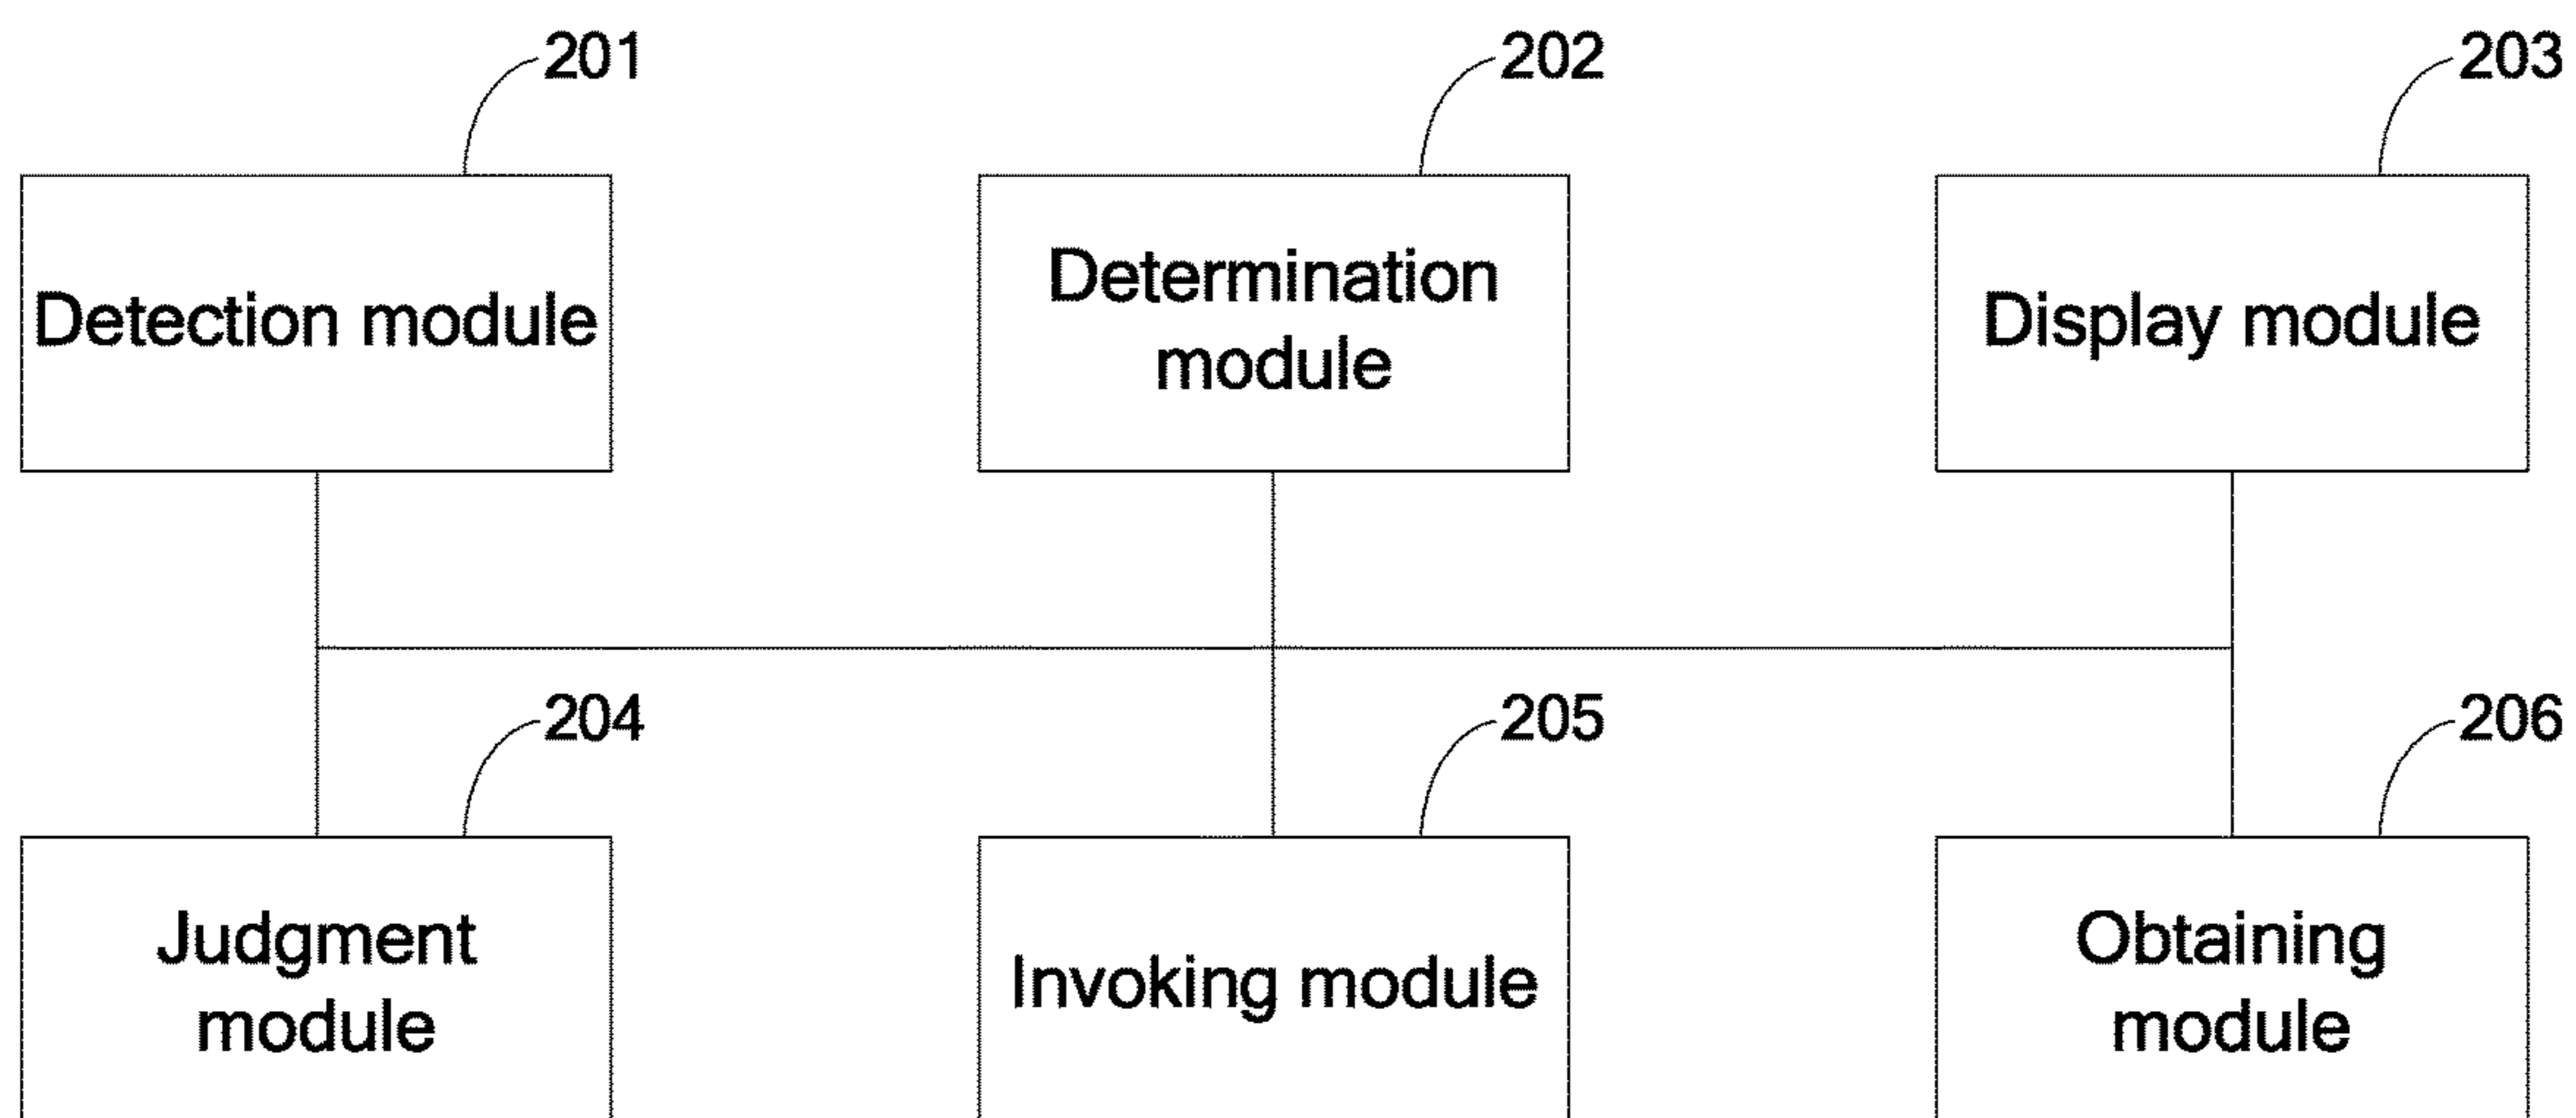 201
202
203
Detection module
Determination
module
Display module
204
205
206
Judgment
module
Invoking module
Obtaining
module